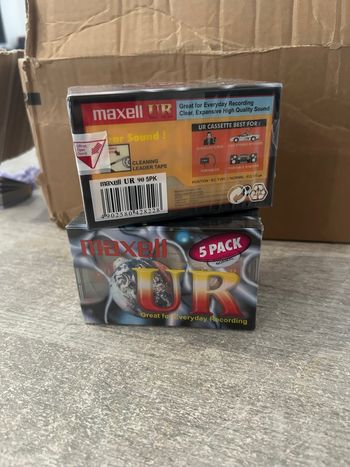 maxell UR
Great for Everyday Recording
Clear, Expansive High Quality Sound
Sound !
UR CASSETTE BEST FOR :
CLEANING
LEADER TAPE
maxell UR 90 5PK
4902580428228
maxell
5 PACK
UR
Great for Everyday Recording